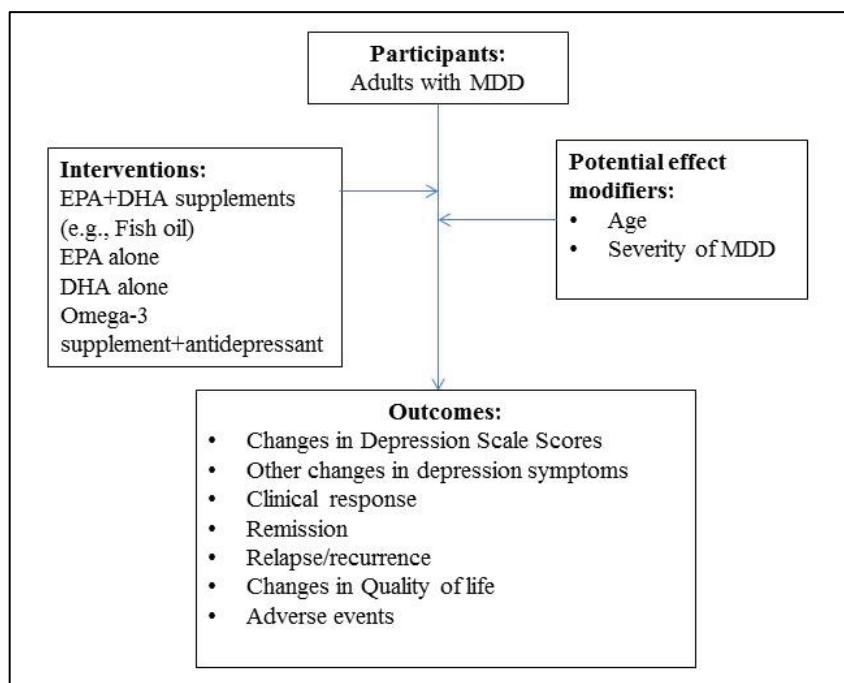 Participants:
Adults with MDD
Interventions:
EPA+DHA supplements
(e.g., Fish oil)
EPA alone
DHA alone
Omega-3
supplement+antidepressant
Potential effect
modifiers:
• Age
• Severity of MDD
Outcomes:
• Changes in Depression Scale Scores
• Other changes in depression symptoms
• Clinical response
• Remission
• Relapse/recurrence
• Changes in Quality of life
• Adverse events